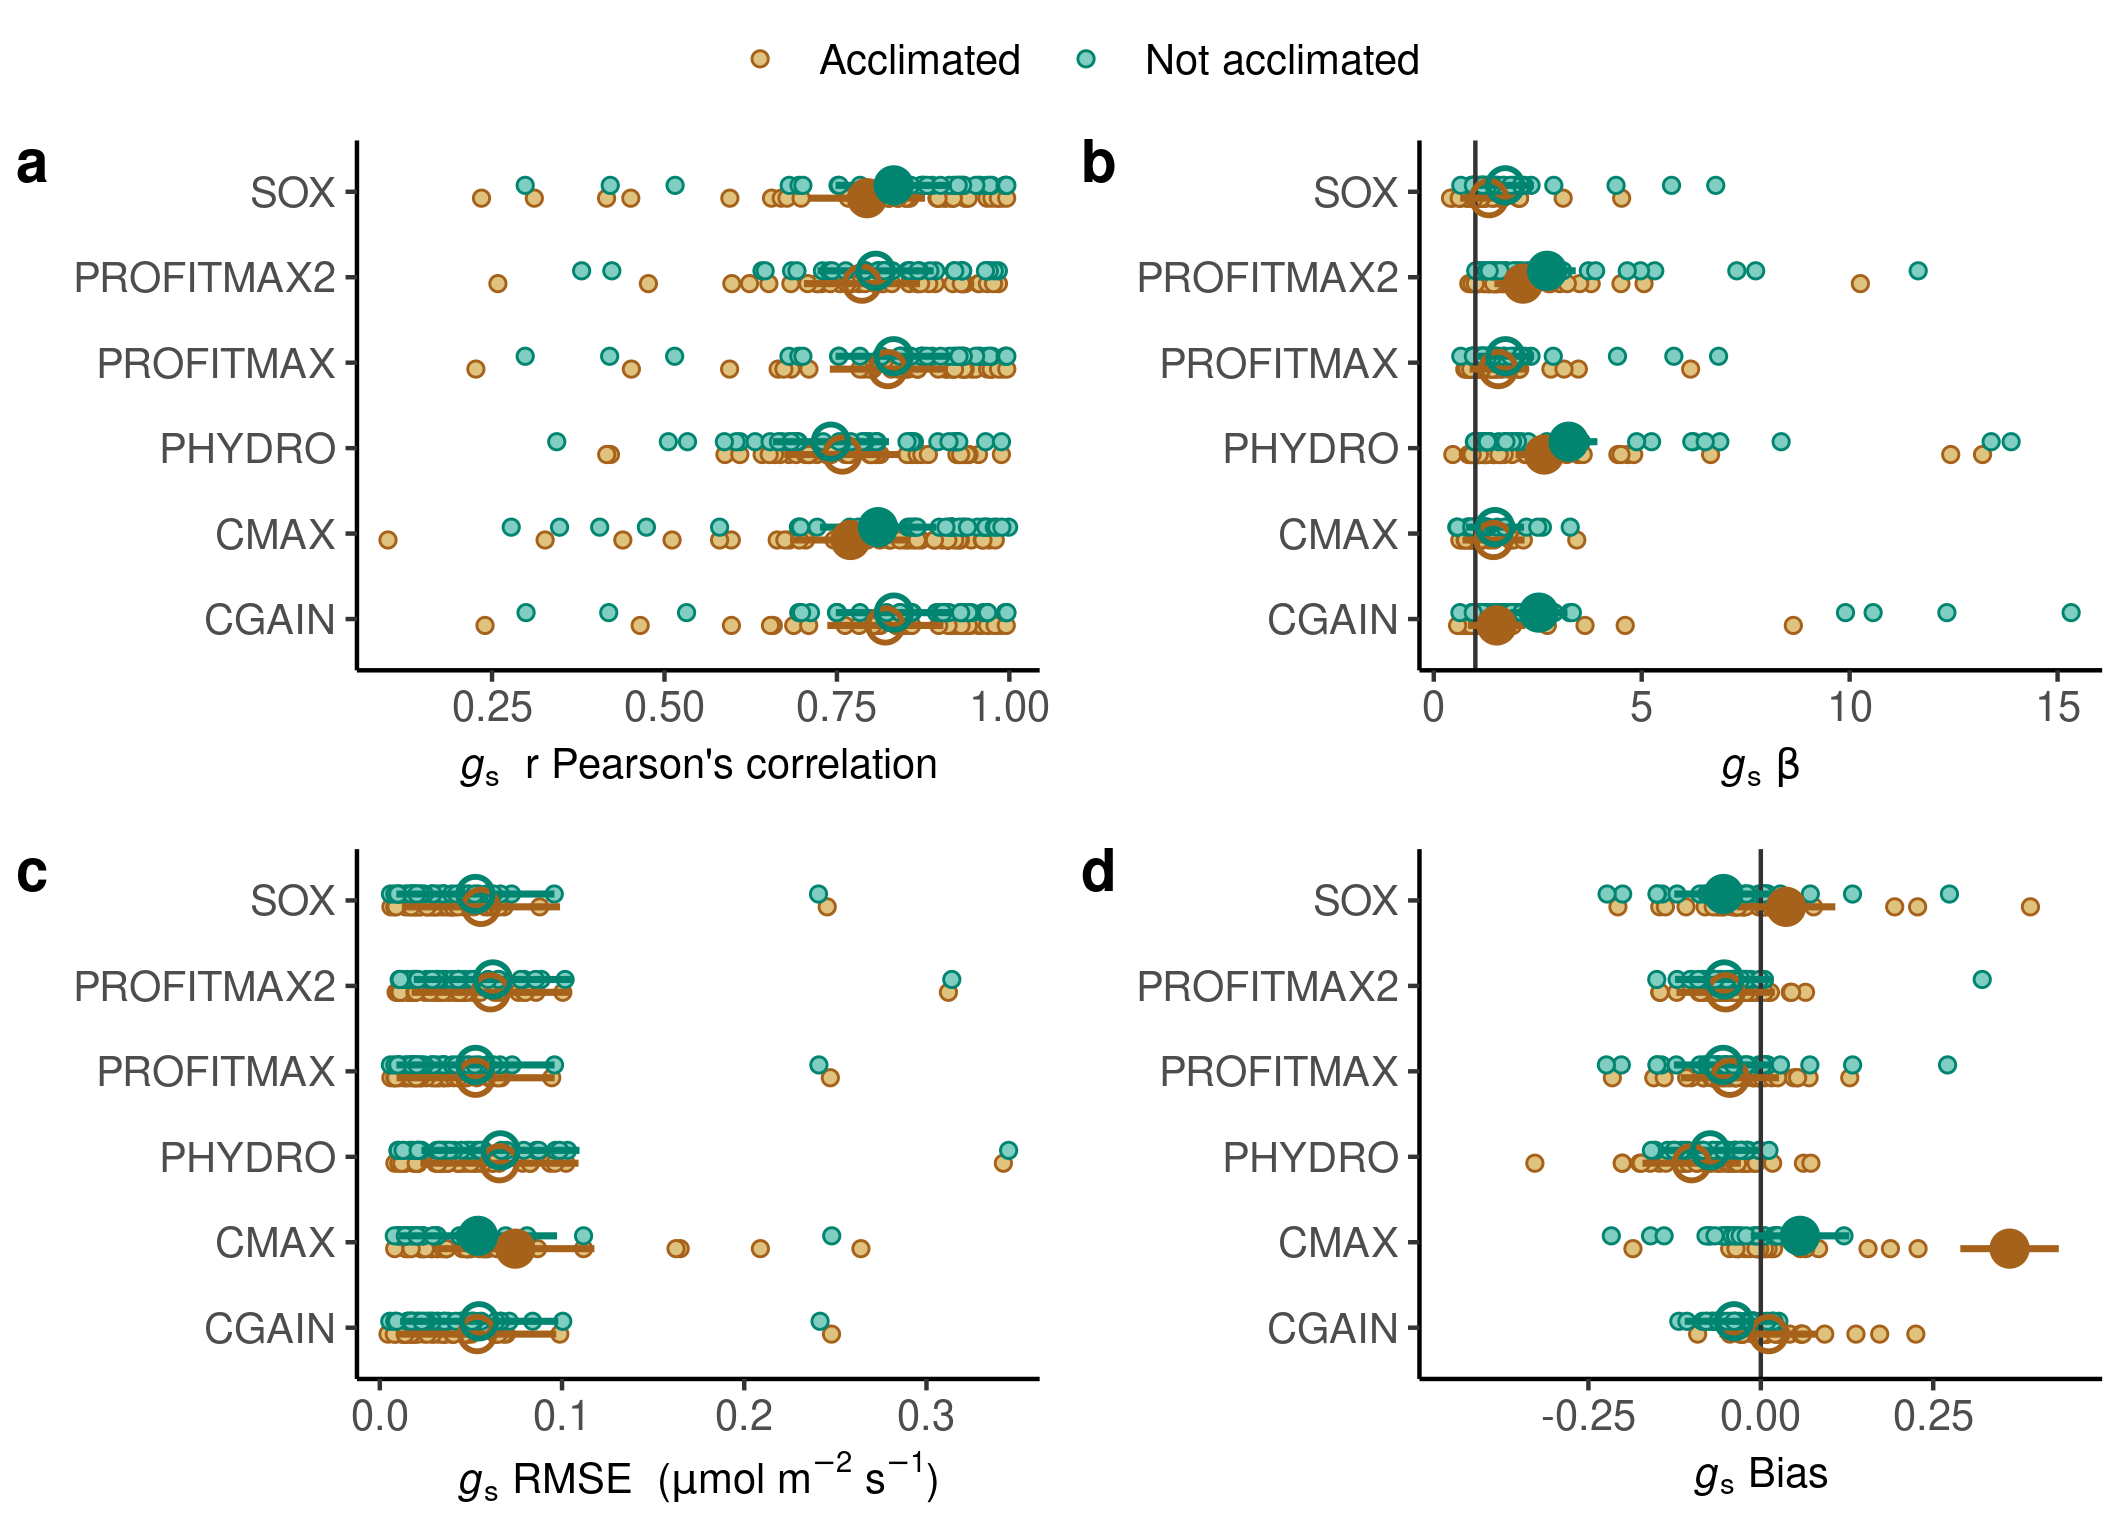 Acclimated Not acclimated
a
SOX
PROFITMAX2
PROFITMAX
PHYDRO
CMAX
CGAIN
0.25 0.50 0.75 1.00
gs r Pearson's correlation
b
SOX
PROFITMAX2
PROFITMAX
PHYDRO
CMAX
CGAIN
0 5 10 15
gs β
c
SOX
PROFITMAX2
PROFITMAX
PHYDRO
CMAX
CGAIN
0.0 0.1 0.2 0.3
gs RMSE (μmol m−2 s−1)
d
SOX
PROFITMAX2
PROFITMAX
PHYDRO
CMAX
CGAIN
-0.25 0.00 0.25
gs Bias